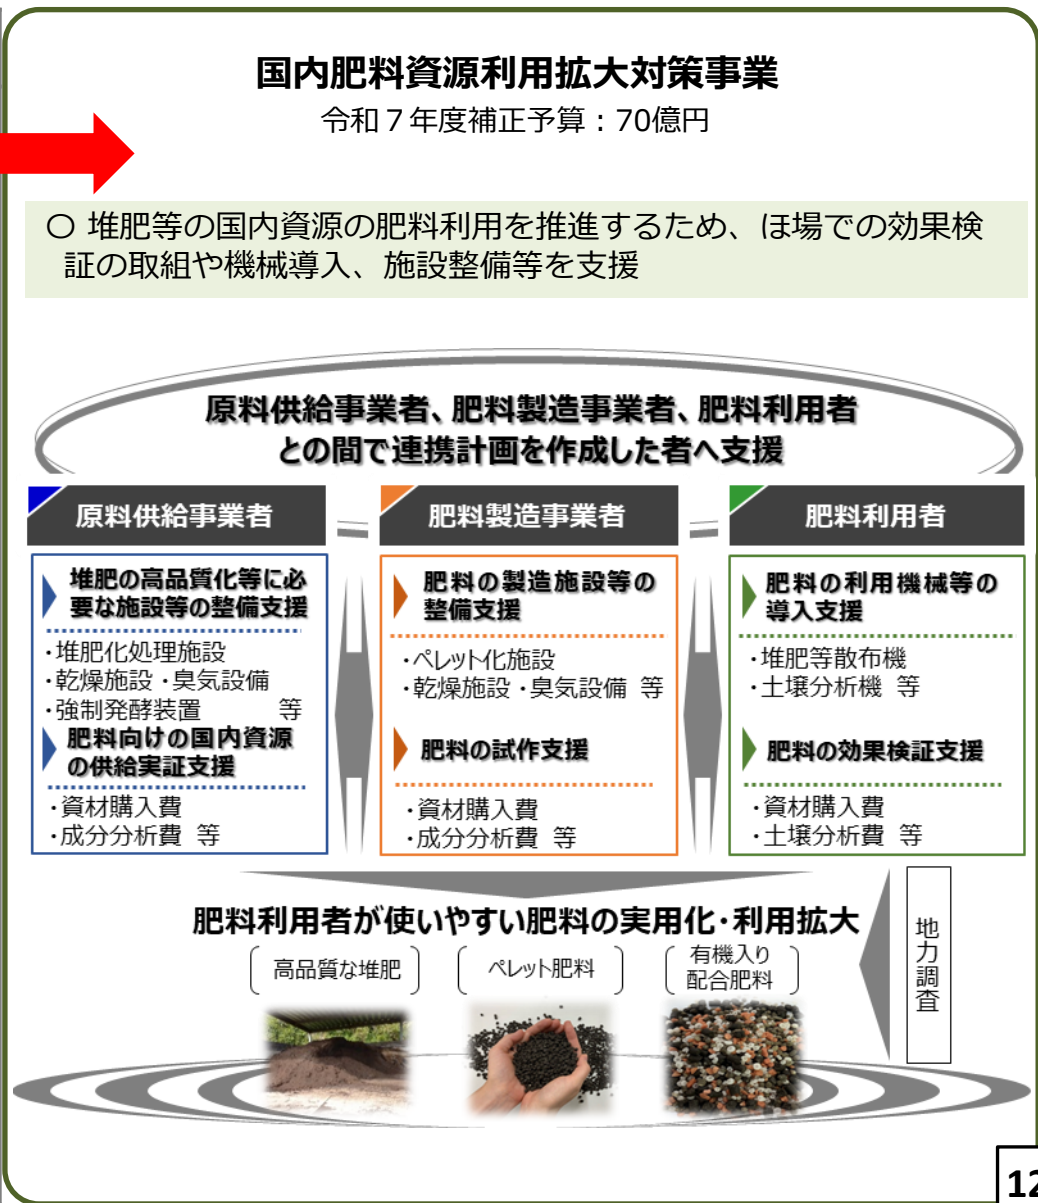 国内肥料資源利用拡大対策事業
令和７年度補正予算：70億円
〇 堆肥等の国内資源の肥料利用を推進するため、ほ場での効果検
証の取組や機械導入、施設整備等を支援
原料供給事業者、肥料製造事業者、肥料利用者
との間で連携計画を作成した者へ支援
原料供給事業者
堆肥の高品質化等に必
要な施設等の整備支援
・堆肥化処理施設
・乾燥施設・臭気設備
・強制発酵装置 等
肥料向けの国内資源
の供給実証支援
・資材購入費
・成分分析費 等
肥料製造事業者
肥料の製造施設等の
整備支援
・ペレット化施設
・乾燥施設・臭気設備 等
肥料の試作支援
・資材購入費
・成分分析費 等
肥料利用者
肥料の利用機械等の
導入支援
・堆肥等散布機
・土壌分析機 等
肥料の効果検証支援
・資材購入費
・土壌分析費 等
肥料利用者が使いやすい肥料の実用化・利用拡大
高品質な堆肥
ペレット肥料
有機入り
配合肥料
地力調査
12